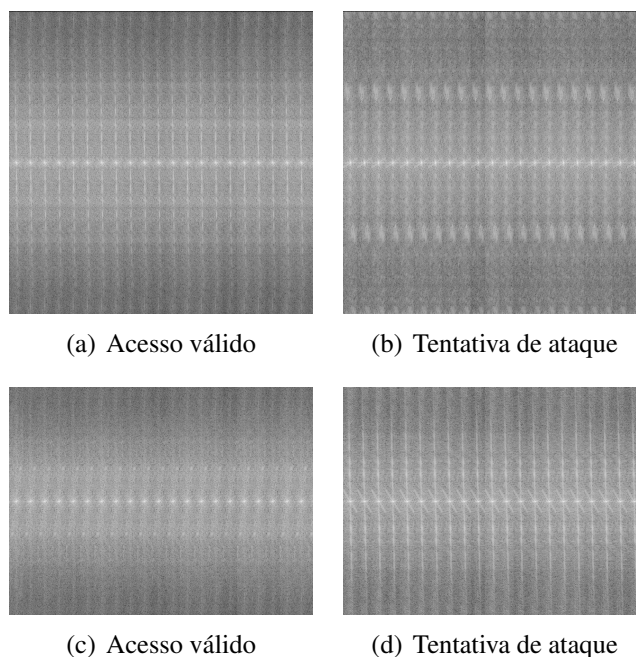 (a) Acesso válido
(b) Tentativa de ataque
(c) Acesso válido
(d) Tentativa de ataque